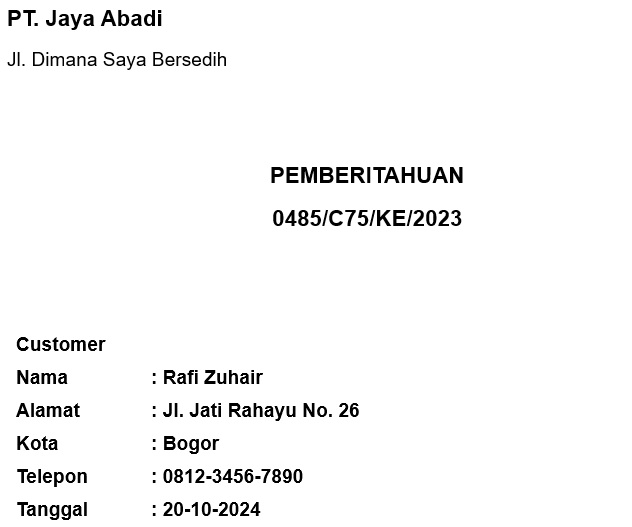 PT. Jaya Abadi
Jl. Dimana Saya Bersedih
PEMBERITAHUAN
0485/C75/KE/2023
Customer
Nama : Rafi Zuhair
Alamat : Jl. Jati Rahayu No. 26
Kota : Bogor
Telepon : 0812-3456-7890
Tanggal : 20-10-2024